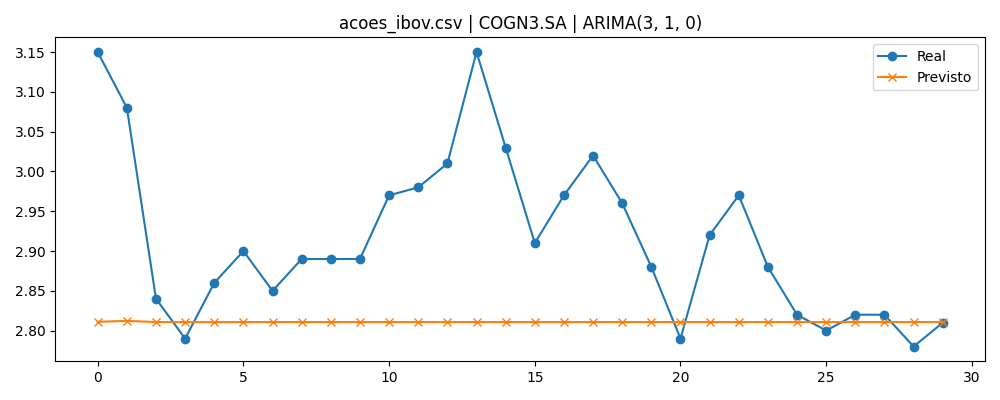 acoes_ibov.csv | COGN3.SA | ARIMA(3, 1, 0)
Real
Previsto
3.15
3.10
3.05
3.00
2.95
2.90
2.85
2.80
0 5 10 15 20 25 30